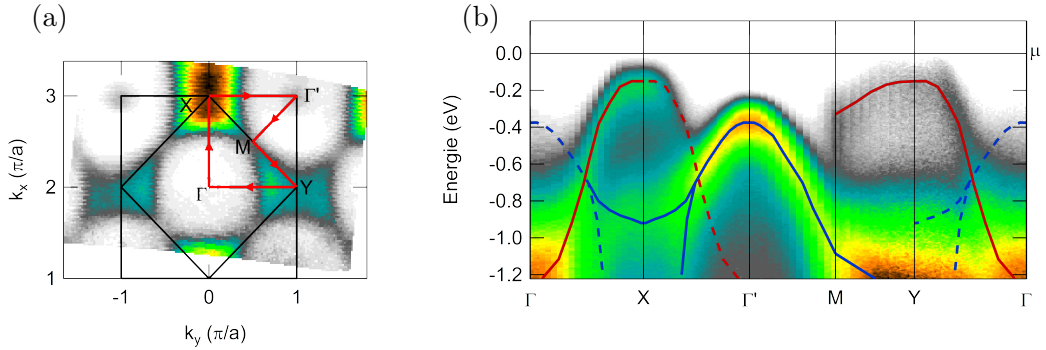 (a)
3
2
1
-1
0
1
k_x (π/a)
k_y (π/a)
X
Γ'
M
Γ
Y
(b)
0.0
-0.2
-0.4
-0.6
-0.8
-1.0
-1.2
Energie (eV)
μ
Γ
X
Γ'
M
Y
Γ